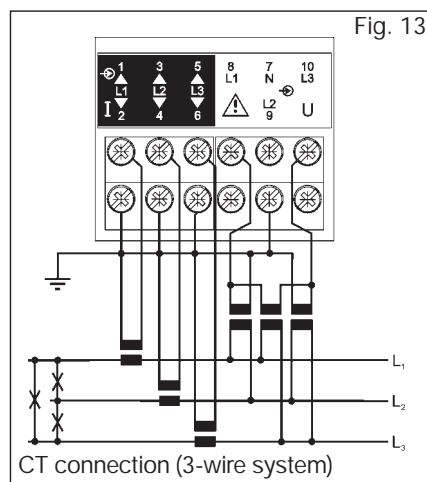 Fig. 13
1 3 5 8 7 10
L1 L2 L3 L1 N L3
I 2 4 6 L2 9 U
L1
L2
L3
CT connection (3-wire system)